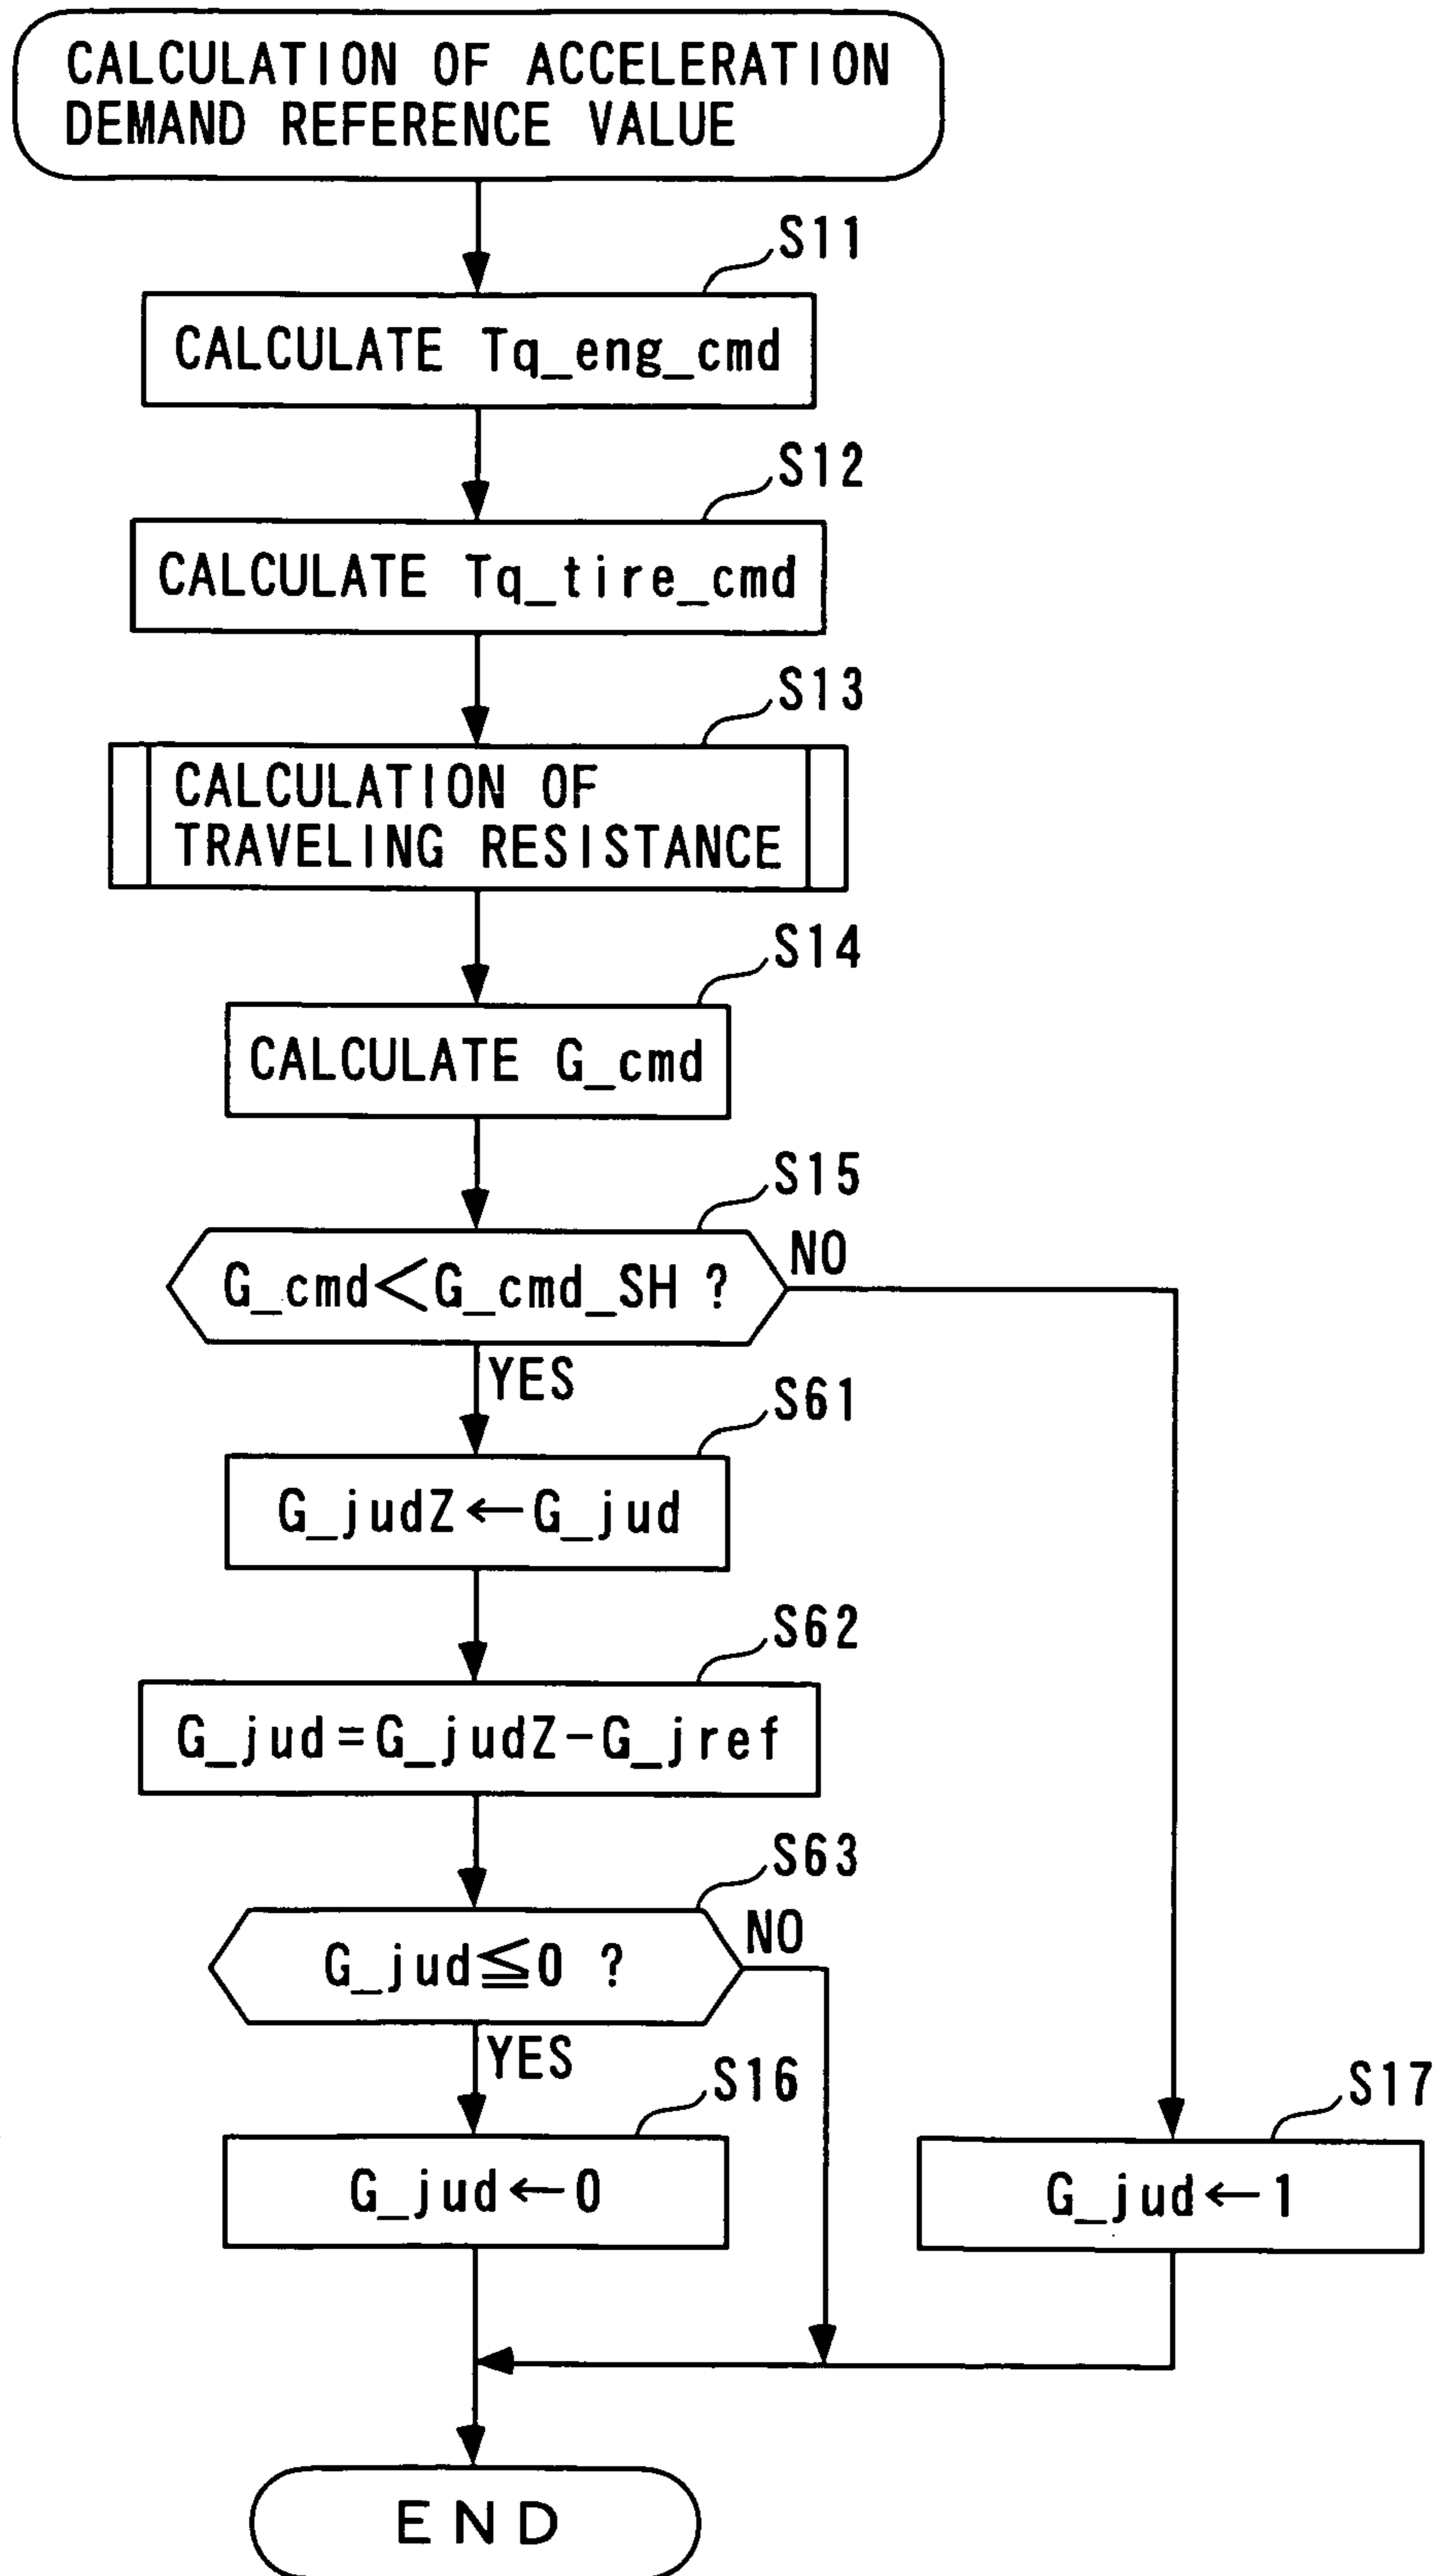 CALCULATION OF ACCELERATION
DEMAND REFERENCE VALUE
S11
CALCULATE Tq_eng_cmd
S12
CALCULATE Tq_tire_cmd
S13
CALCULATION OF
TRAVELING RESISTANCE
S14
CALCULATE G_cmd
S15
G_cmd<G_cmd_SH ?
NO
YES
S61
G_judZ←G_jud
S62
G_jud=G_judZ-G_jref
S63
G_jud≦0 ?
NO
YES
S16
G_jud←0
S17
G_jud←1
END